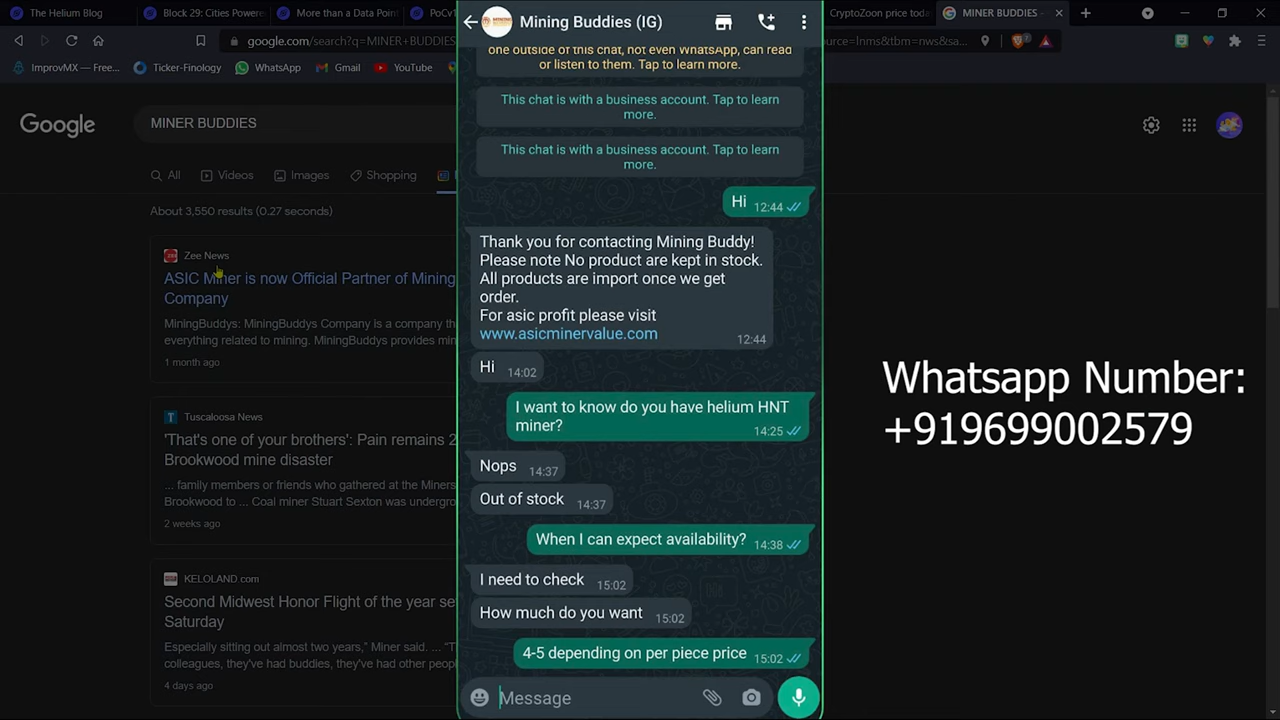 The Helium Blog
Block 29: Cities Powere
More than a Data Poin
PoCv1
CryptoZoon price toda
MINER BUDDIES -
google.com/search?q=MINER+BUDDIES
ource=lnms&tbm=nws&sa...
ImprovMX — Free...
Ticker-Finology
WhatsApp
Gmail
YouTube
Google
MINER BUDDIES
All
Videos
Images
Shopping
About 3,550 results (0.27 seconds)
Zee News
ASIC Miner is now Official Partner of Mining
Company
MiningBuddys: MiningBuddys Company is a compa
everything related to mining. MiningBuddys provides min
1 month ago
Tuscaloosa News
'That's one of your brothers': Pain remains 2
Brookwood mine disaster
... family members or friends who gathered at the Miners
Brookwood to ... Coal miner Stuart Sexton was undergrou
2 weeks ago
KELOLAND.com
Second Midwest Honor Flight of the year se
Saturday
Especially sitting out almost two years," Miner said. ... "T
colleagues, they've had buddies, they've had other peop
4 days ago
Mining Buddies (IG)
one outside of this chat, not even WhatsApp, can read
or listen to them. Tap to learn more.
This chat is with a business account. Tap to learn
more.
This chat is with a business account. Tap to learn
more.
Hi
12:44
Thank you for contacting Mining Buddy!
Please note No product are kept in stock.
All products are import once we get
order.
For asic profit please visit
www.asicminervalue.com
12:44
Hi 14:02
I want to know do you have helium HNT
miner?
14:25
Nops 14:37
Out of stock 14:37
When I can expect availability? 14:38
I need to check 15:02
How much do you want 15:02
4-5 depending on per piece price 15:02
Message
Whatsapp Number:
+919699002579